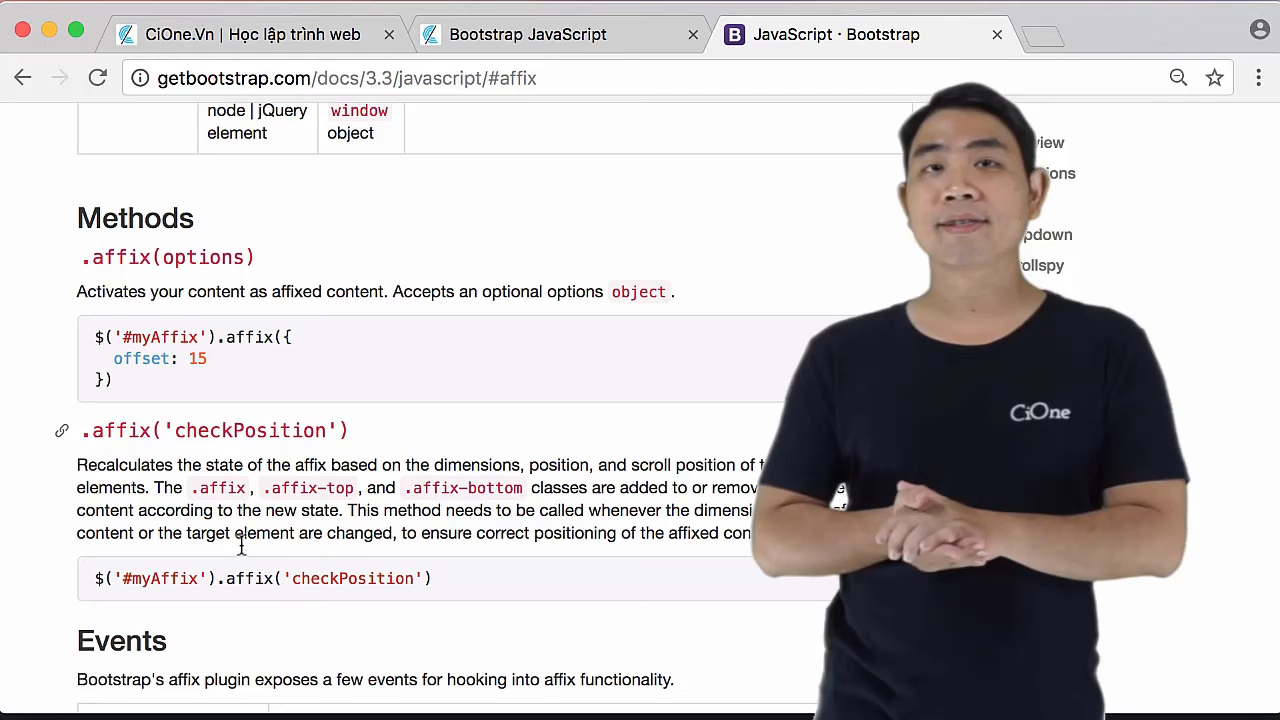 CiOne.Vn | Học lập trình web
Bootstrap JavaScript
B JavaScript · Bootstrap
getbootstrap.com/docs/3.3/javascript/#affix
node | jQuery
element
window
object
Methods
.affix(options)
Activates your content as affixed content. Accepts an optional options object.
$('#myAffix').affix({
offset: 15
})
.affix('checkPosition')
Recalculates the state of the affix based on the dimensions, position, and scroll position of
elements. The .affix, .affix-top, and .affix-bottom classes are added to or
content according to the new state. This method needs to be called whenever the
content or the target element are changed, to ensure correct positioning of the affixed
$('#myAffix').affix('checkPosition')
Events
Bootstrap's affix plugin exposes a few events for hooking into affix functionality.
CiOne